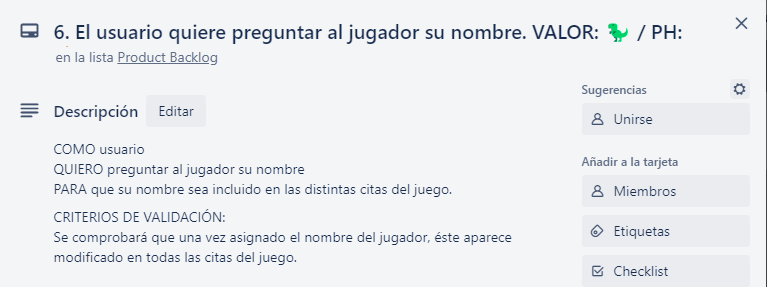 6. El usuario quiere preguntar al jugador su nombre. VALOR: 🦖 / PH:
en la lista Product Backlog
Descripción Editar
COMO usuario
QUIERO preguntar al jugador su nombre
PARA que su nombre sea incluido en las distintas citas del juego.
CRITERIOS DE VALIDACIÓN:
Se comprobará que una vez asignado el nombre del jugador, éste aparece
modificado en todas las citas del juego.
Sugerencias
Unirse
Añadir a la tarjeta
Miembros
Etiquetas
Checklist